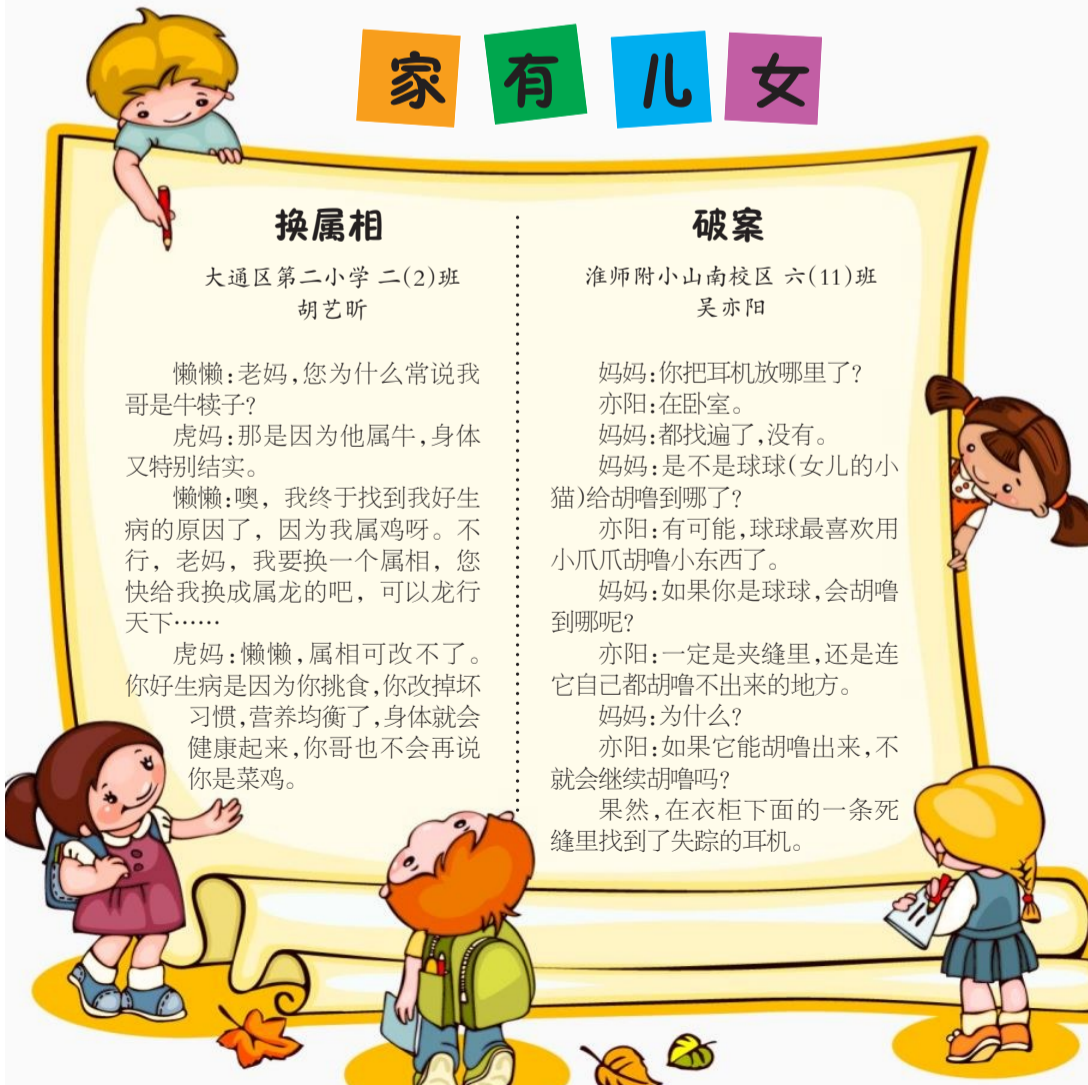 家有儿女
换属相
大通区第二小学 二(2)班
胡艺昕
懒懒:老妈,您为什么常说我
哥是牛犊子?
虎妈:那是因为他属牛,身体
又特别结实。
懒懒:噢,我终于找到我好生
病的原因了,因为我属鸡呀。不
行,老妈,我要换一个属相,您
快给我换成属龙的吧,可以龙行
天下……
虎妈:懒懒,属相可改不了。
你好生病是因为你挑食,你改掉坏
习惯,营养均衡了,身体就会
健康起来,你哥也不会再说
你是菜鸡。
破案
淮师附小山南校区 六(11)班
吴亦阳
妈妈:你把耳机放哪里了?
亦阳:在卧室。
妈妈:都找遍了,没有。
妈妈:是不是球球(女儿的小
猫)给胡噜到哪了?
亦阳:有可能,球球最喜欢用
小爪爪胡噜小东西了。
妈妈:如果你是球球,会胡噜
到哪呢?
亦阳:一定是夹缝里,还是连
它自己都胡噜不出来的地方。
妈妈:为什么?
亦阳:如果它能胡噜出来,不
就会继续胡噜吗?
果然,在衣柜下面的一条死
缝里找到了失踪的耳机。